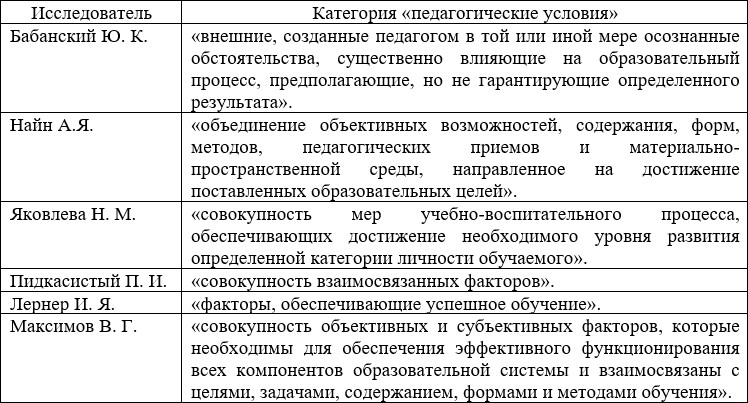 Исследователь Категория «педагогические условия»
Бабанский Ю. К. «внешние, созданные педагогом в той или иной мере осознанные
обстоятельства, существенно влияющие на образовательный
процесс, предполагающие, но не гарантирующие определенного
результата».
Найн А.Я. «объединение объективных возможностей, содержания, форм,
методов, педагогических приемов и материально-
пространственной среды, направленное на достижение
поставленных образовательных целей».
Яковлева Н. М. «совокупность мер учебно-воспитательного процесса,
обеспечивающих достижение необходимого уровня развития
определенной категории личности обучаемого».
Пидкасистый П. И. «совокупность взаимосвязанных факторов».
Лернер И. Я. «факторы, обеспечивающие успешное обучение».
Максимов В. Г. «совокупность объективных и субъективных факторов, которые
необходимы для обеспечения эффективного функционирования
всех компонентов образовательной системы и взаимосвязаны с
целями, задачами, содержанием, формами и методами обучения».